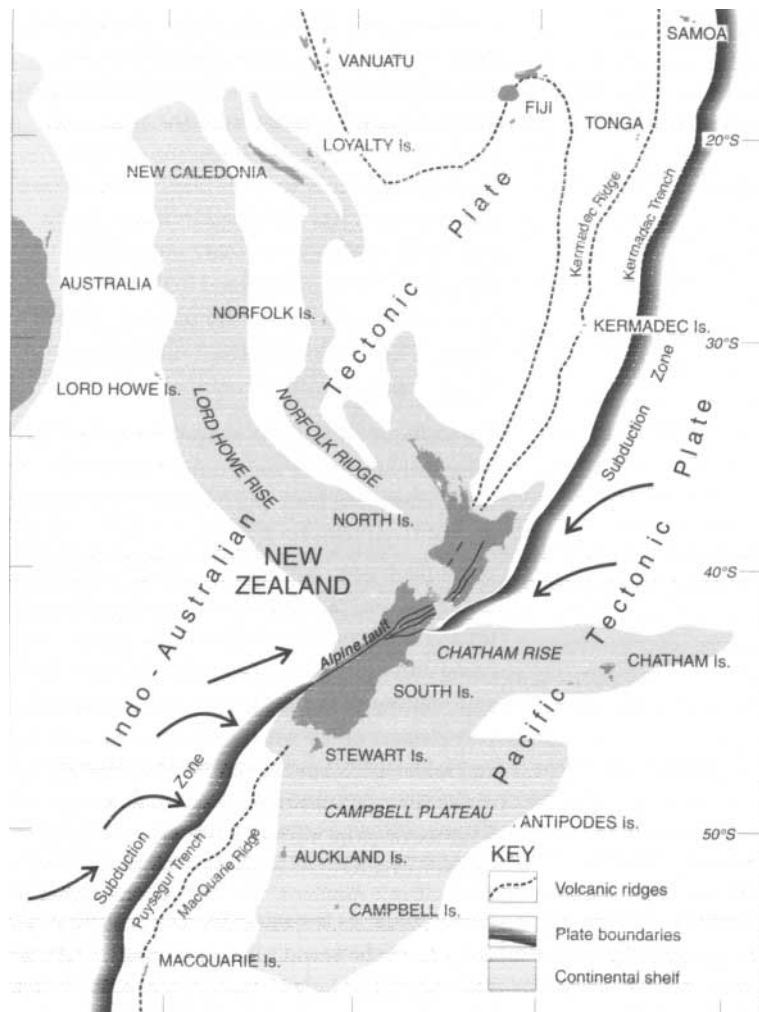 SAMOA
VANUATU
FIJI
TONGA
20°S
LOYALTY Is.
NEW CALEDONIA
Kermadec Ridge
Kermadec Trench
AUSTRALIA
NORFOLK Is.
KERMADEC Is.
30°S
LORD HOWE Is.
LORD HOWE RISE
NORFOLK RIDGE
Subduction Zone
Indo - Australian Tectonic Plate
Pacific Tectonic Plate
NORTH Is.
NEW
ZEALAND
40°S
Alpine fault
CHATHAM RISE
CHATHAM Is.
SOUTH Is.
STEWART Is.
Subduction Zone
Puysegur Trench
MacQuarie Ridge
CAMPBELL PLATEAU
ANTIPODES Is.
50°S
AUCKLAND Is.
CAMPBELL Is.
MACQUARIE Is.
KEY
Volcanic ridges
Plate boundaries
Continental shelf